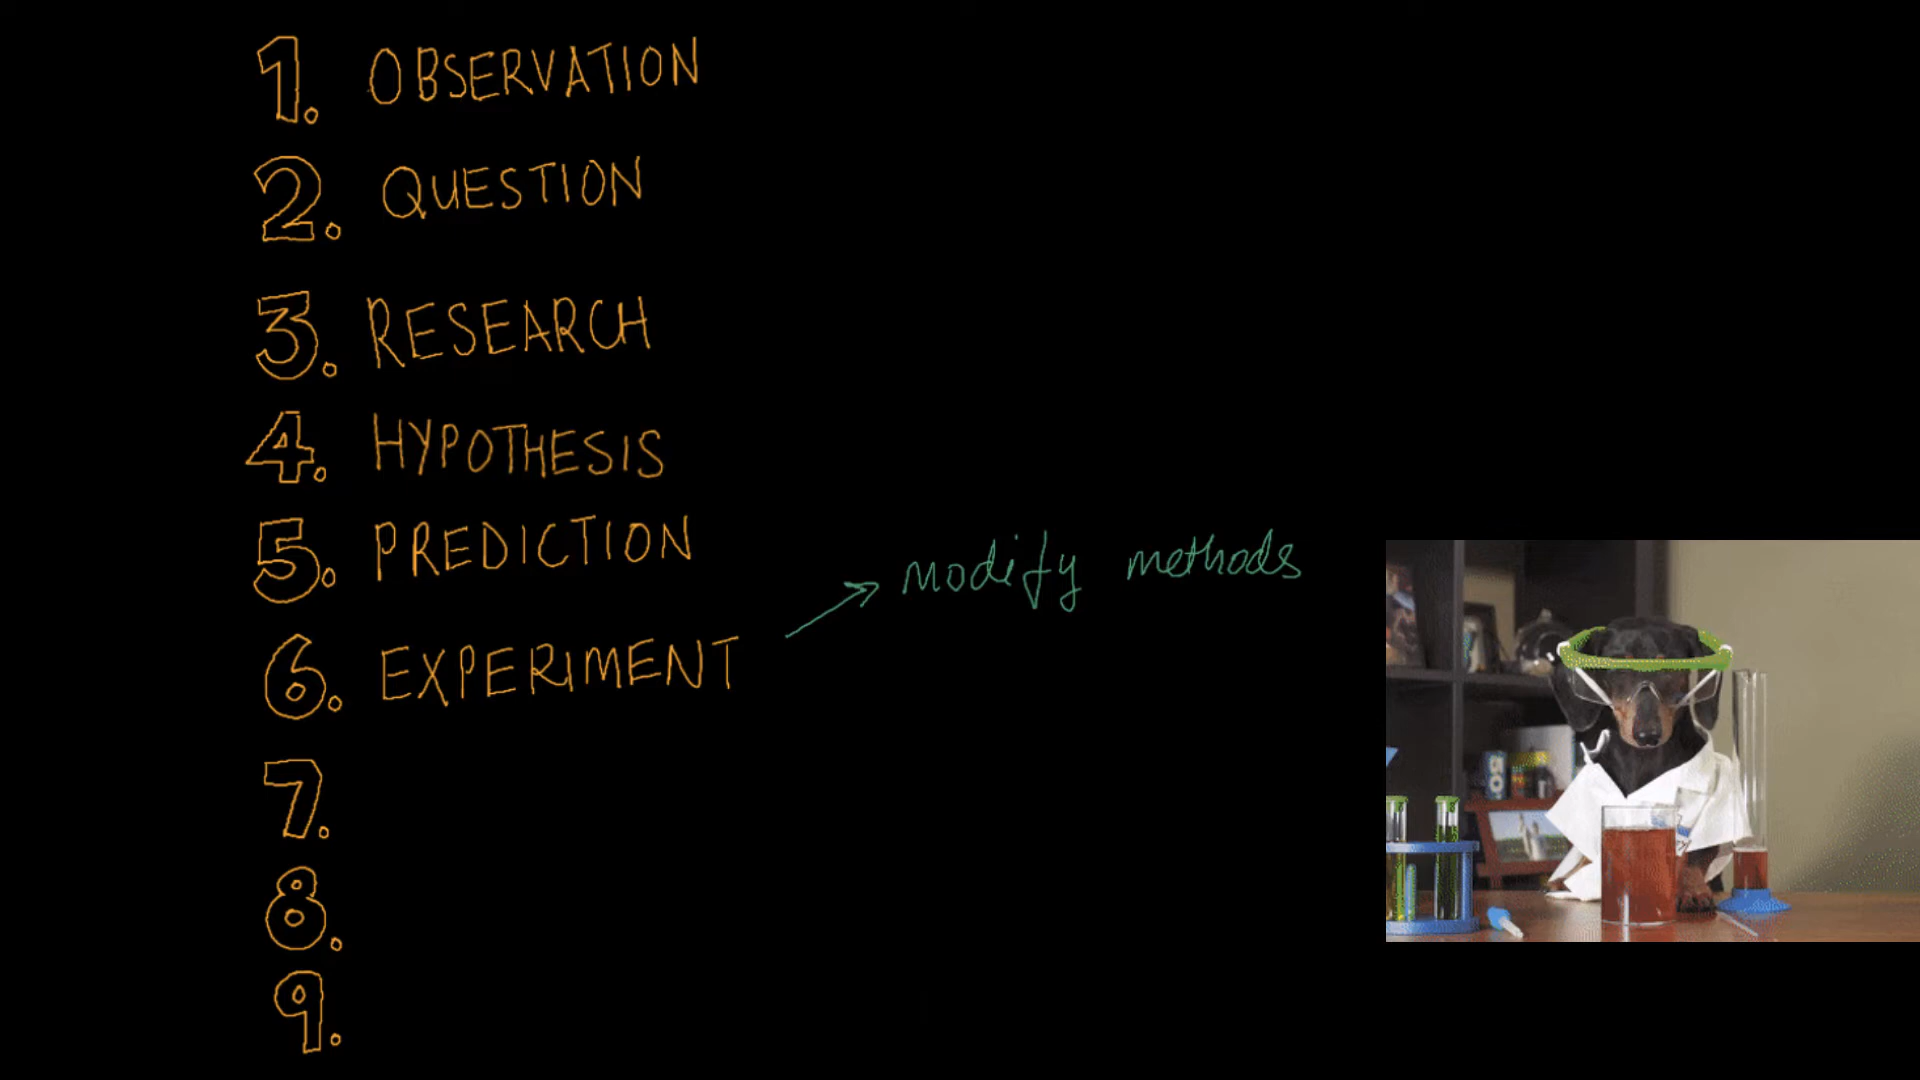 1. OBSERVATION
2. QUESTION
3. RESEARCH
4. HYPOTHESIS
5. PREDICTION
modify methods
6. EXPERIMENT
7.
8.
9.